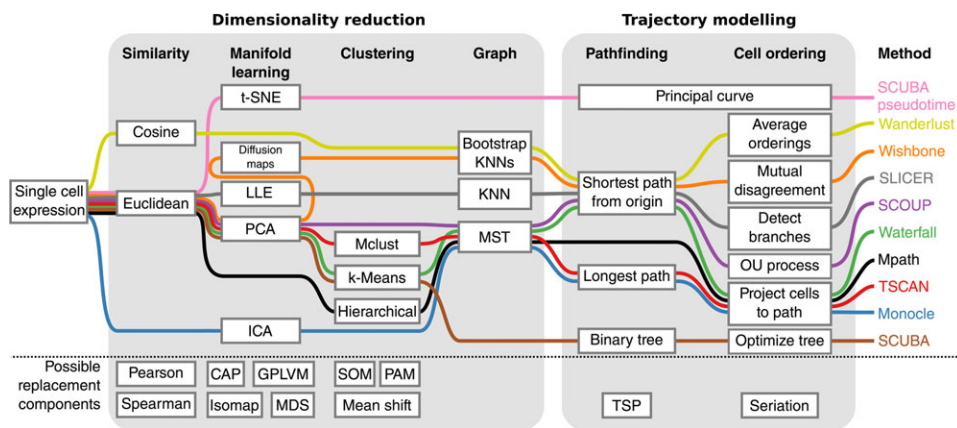 Dimensionality reduction
Trajectory modelling
Similarity
Manifold
learning
Clustering
Graph
Pathfinding
Cell ordering
Method
t-SNE
Principal curve
SCUBA
pseudotime
Cosine
Bootstrap
KNNs
Average
orderings
Wanderlust
Diffusion
maps
Mutual
disagreement
Wishbone
Single cell
expression
Euclidean
LLE
KNN
Shortest path
from origin
SLICER
PCA
Detect
branches
SCOUP
Mclust
MST
Waterfall
k-Means
Longest path
OU process
Mpath
Hierarchical
Project cells
to path
TSCAN
Monocle
ICA
Binary tree
Optimize tree
SCUBA
Possible
replacement
components
Pearson
CAP
GPLVM
SOM
PAM
Spearman
Isomap
MDS
Mean shift
TSP
Seriation